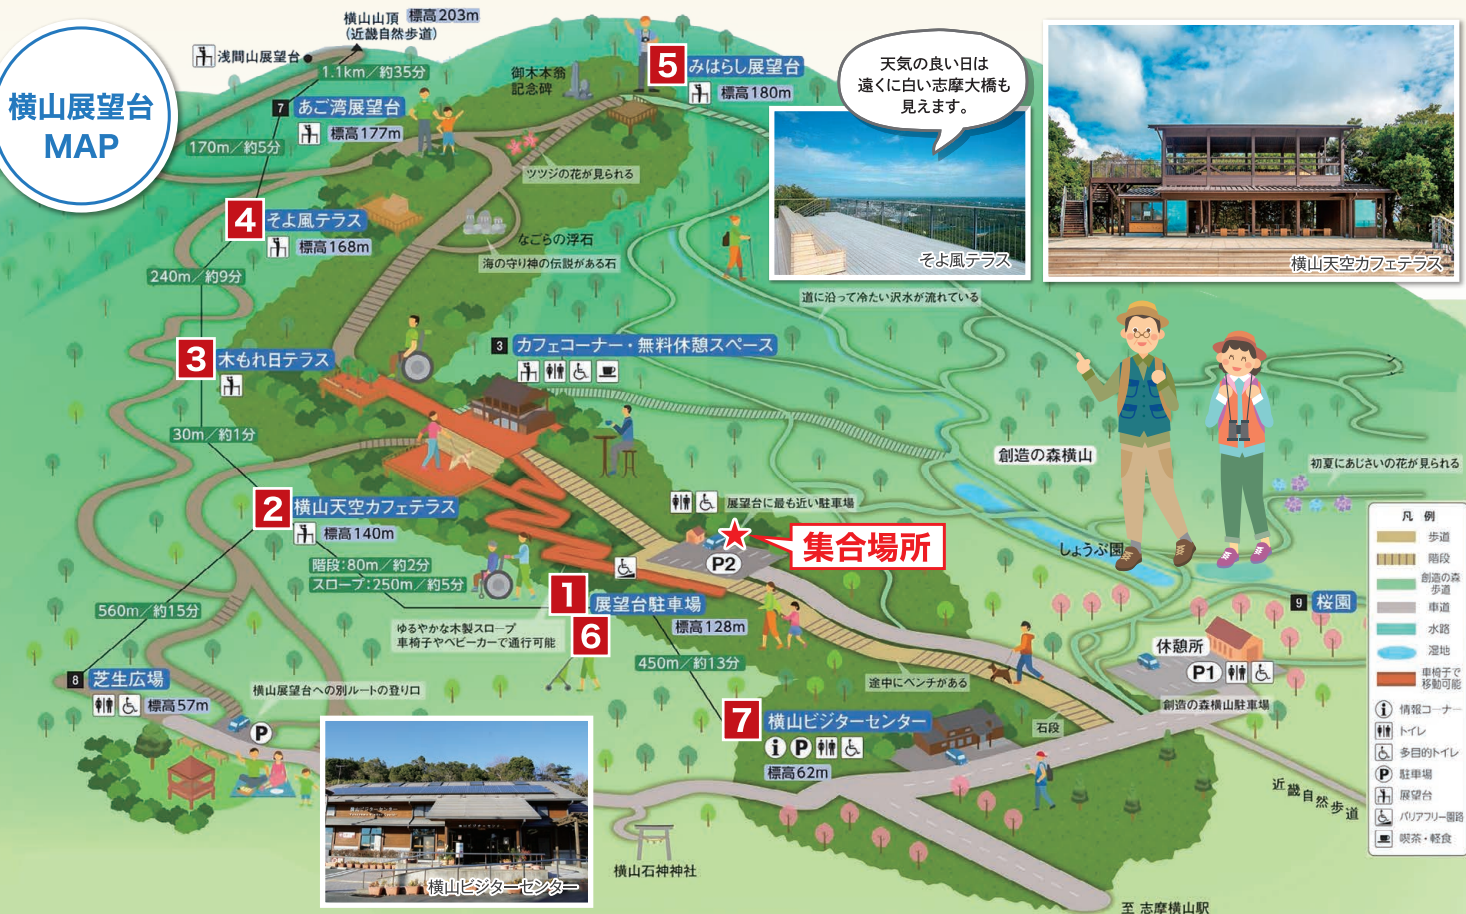 横山展望台
MAP
横山山頂 標高203m
(近畿自然歩道)
浅間山展望台
1.1km／約35分
7 あご湾展望台
標高177m
170m／約5分
御木本翁
記念碑
5 みはらし展望台
標高180m
ツツジの花が見られる
天気の良い日は
遠くに白い志摩大橋も
見えます。
そよ風テラス
横山天空カフェテラス
4 そよ風テラス
標高168m
なごらの浮石
海の守り神の伝説がある石
240m／約9分
道に沿って冷たい沢水が流れている
3 木もれ日テラス
3 カフェコーナー・無料休憩スペース
30m／約1分
創造の森横山
初夏にあじさいの花が見られる
2 横山天空カフェテラス
標高140m
展望台に最も近い駐車場
集合場所
P2
しょうぶ園
階段:80m／約2分
スロープ:250m／約5分
560m／約15分
1 展望台駐車場
6
標高128m
ゆるやかな木製スロープ
車椅子やベビーカーで通行可能
450m／約13分
途中にベンチがある
9 桜園
休憩所
P1
創造の森横山駐車場
8 芝生広場
標高57m
横山展望台への別ルートの登り口
P
7 横山ビジターセンター
i P
標高62m
石段
近畿自然歩道
横山ビジターセンター
横山石神神社
至 志摩横山駅
凡 例
歩道
階段
創造の森
歩道
車道
水路
湿地
車椅子で
移動可能
i 情報コーナー
トイレ
多目的トイレ
P 駐車場
展望台
バリアフリー園路
喫茶・軽食